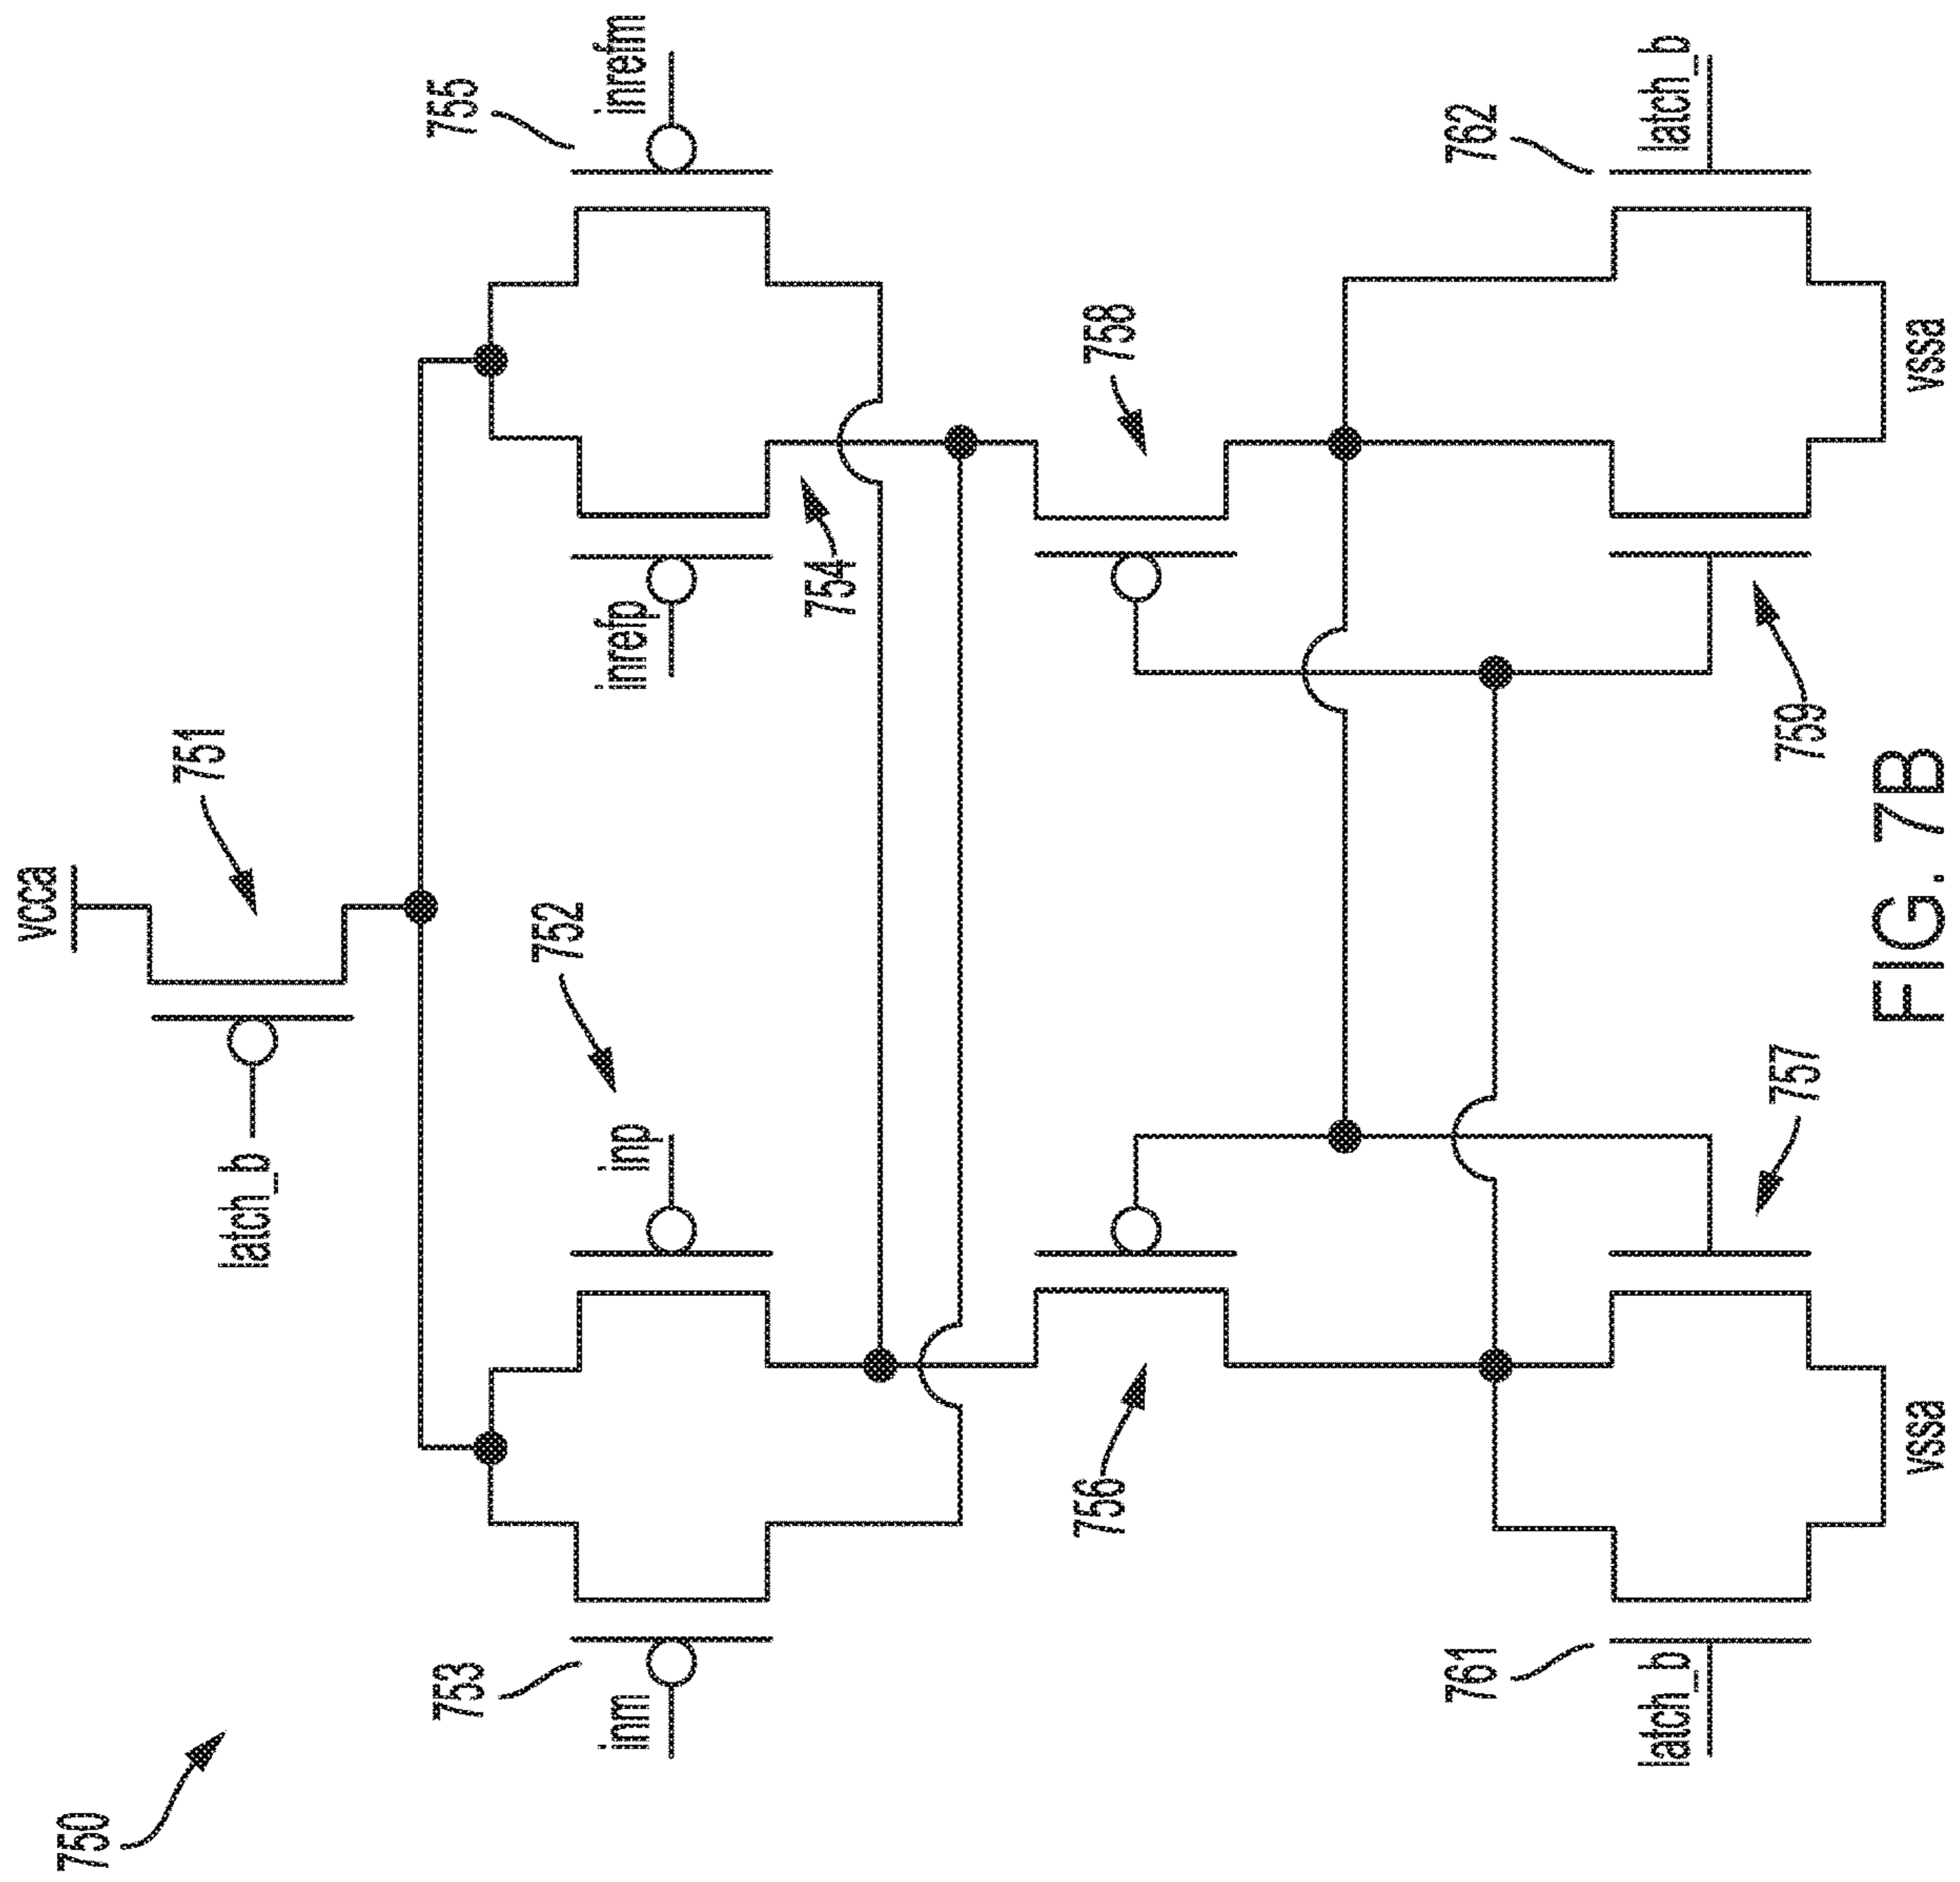 750
vcca
751
latch_b
752
753
inm
inp
inrefp
754
755
inrefm
756
758
761
latch_b
757
759
762
latch_b
vssa
vssa
FIG. 7B